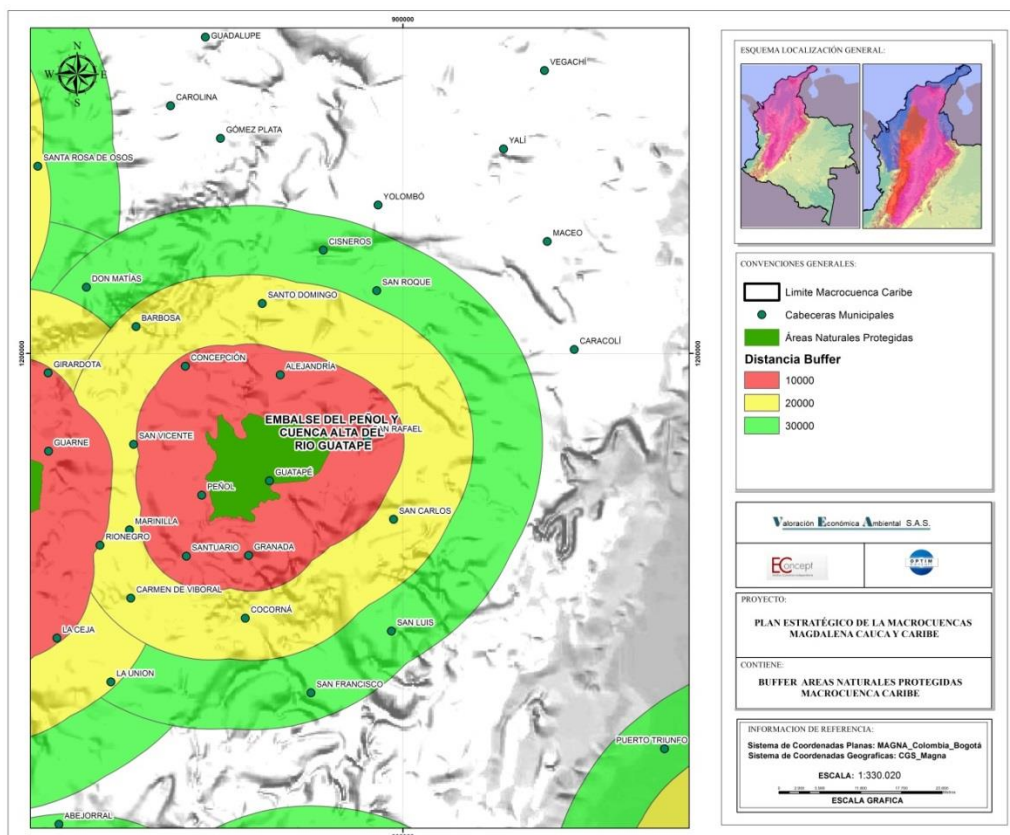 900000
GUADALUPE
VEGACHÍ
N
W E
S
CAROLINA
GÓMEZ PLATA
YALÍ
SANTA ROSA DE OSOS
YOLOMBÓ
MACEO
CISNEROS
DON MATÍAS
SAN ROQUE
SANTO DOMINGO
BARBOSA
CARACOLÍ
1200000
1200000
GIRARDOTA
CONCEPCIÓN
ALEJANDRÍA
EMBALSE DEL PEÑOL Y
CUENCA ALTA DEL
RIO GUATAPE
AN RAFAEL
GUARNE
SAN VICENTE
GUATAPÉ
PEÑOL
SAN CARLOS
MARINILLA
RIONEGRO
SANTUARIO
GRANADA
CARMEN DE VIBORAL
COCORNÁ
LA CEJA
SAN LUIS
LA UNION
SAN FRANCISCO
PUERTO TRIUNFO
ABEJORRAL
ESQUEMA LOCALIZACIÓN GENERAL:
CONVENCIONES GENERALES:
Limite Macrocuenca Caribe
Cabeceras Municipales
Áreas Naturales Protegidas
Distancia Buffer
10000
20000
30000
Valoración Económica Ambiental S.A.S.
EConcept
OPTIM
PROYECTO:
PLAN ESTRATÉGICO DE LA MACROCUENCAS
MAGDALENA CAUCA Y CARIBE
CONTIENE:
BUFFER AREAS NATURALES PROTEGIDAS
MACROCUENCA CARIBE
INFORMACION DE REFERENCIA:
Sistema de Coordenadas Planas: MAGNA_Colombia_Bogotá
Sistema de Coordenadas Geograficas: CGS_Magna
ESCALA: 1:330.020
ESCALA GRAFICA